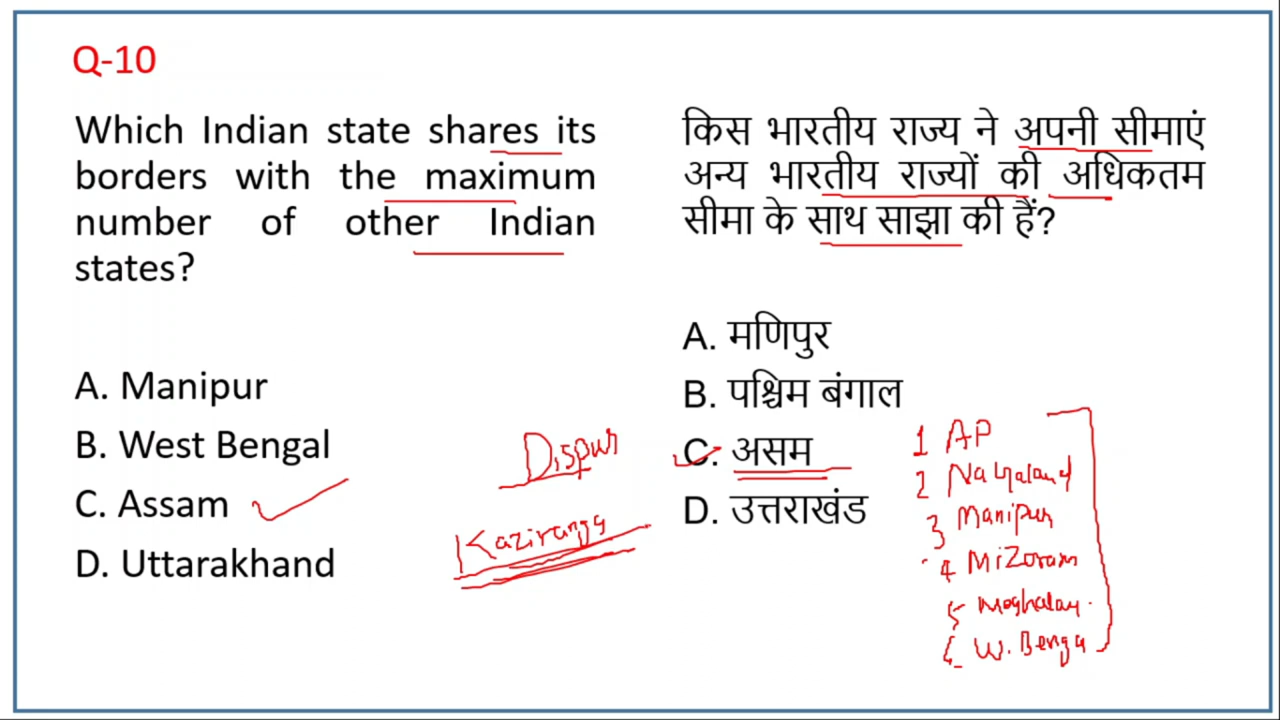 Q-10
Which Indian state shares its
borders with the maximum
number of other Indian
states?
A. Manipur
B. West Bengal
C. Assam
D. Uttarakhand
किस भारतीय राज्य ने अपनी सीमाएं
अन्य भारतीय राज्यों की अधिकतम
सीमा के साथ साझा की हैं?
A. मणिपुर
B. पश्चिम बंगाल
C. असम
D. उत्तराखंड
Dispur
Kaziranga
1 AP
2 Nagaland
3 Manipur
4 Mizoram
5 Meghalay
6 W. Benga